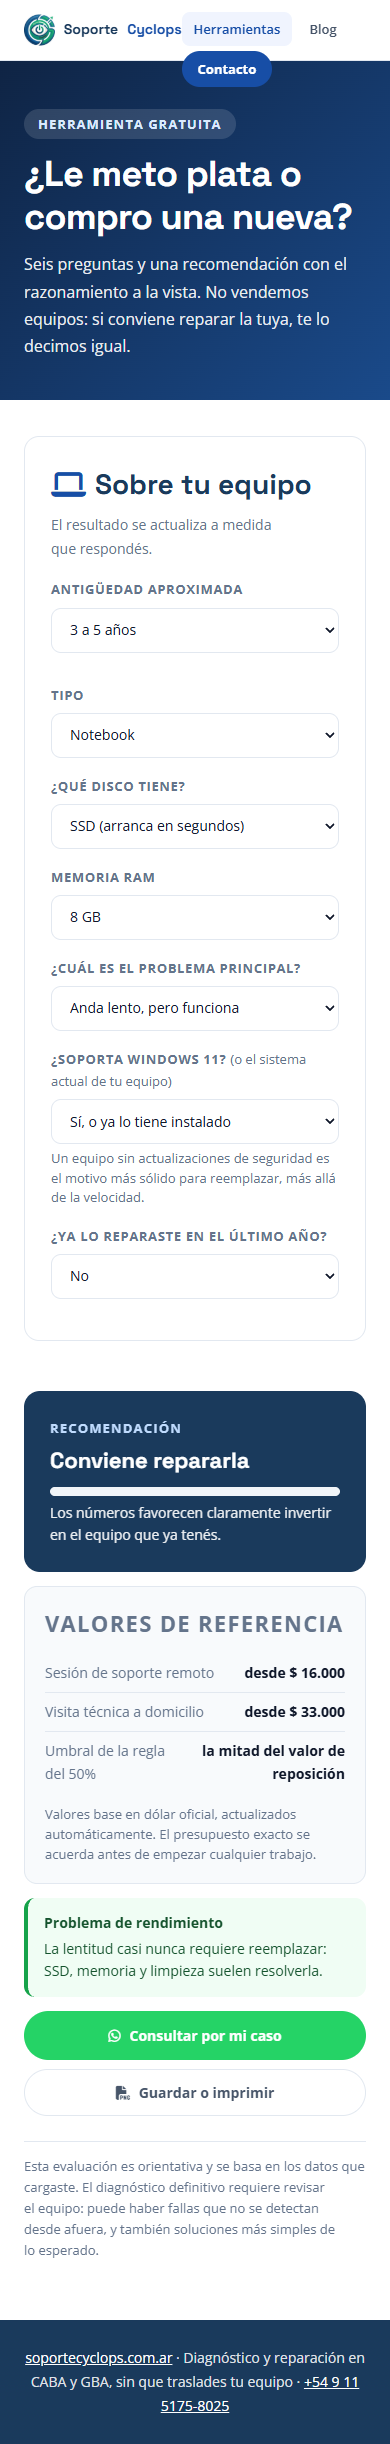 Soporte Cyclops
Herramientas
Blog
Contacto
HERRAMIENTA GRATUITA
¿Le meto plata o
compro una nueva?
Seis preguntas y una recomendación con el
razonamiento a la vista. No vendemos
equipos: si conviene reparar la tuya, te lo
decimos igual.
Sobre tu equipo
El resultado se actualiza a medida
que respondés.
ANTIGÜEDAD APROXIMADA
3 a 5 años
TIPO
Notebook
¿QUÉ DISCO TIENE?
SSD (arranca en segundos)
MEMORIA RAM
8 GB
¿CUÁL ES EL PROBLEMA PRINCIPAL?
Anda lento, pero funciona
¿SOPORTA WINDOWS 11? (o el sistema
actual de tu equipo)
Sí, o ya lo tiene instalado
Un equipo sin actualizaciones de seguridad es
el motivo más sólido para reemplazar, más allá
de la velocidad.
¿YA LO REPARASTE EN EL ÚLTIMO AÑO?
No
RECOMENDACIÓN
Conviene repararla
Los números favorecen claramente invertir
en el equipo que ya tenés.
VALORES DE REFERENCIA
Sesión de soporte remoto desde $ 16.000
Visita técnica a domicilio desde $ 33.000
Umbral de la regla la mitad del valor de
del 50% reposición
Valores base en dólar oficial, actualizados
automáticamente. El presupuesto exacto se
acuerda antes de empezar cualquier trabajo.
Problema de rendimiento
La lentitud casi nunca requiere reemplazar:
SSD, memoria y limpieza suelen resolverla.
Consultar por mi caso
PNG Guardar o imprimir
Esta evaluación es orientativa y se basa en los datos que
cargaste. El diagnóstico definitivo requiere revisar
el equipo: puede haber fallas que no se detectan
desde afuera, y también soluciones más simples de
lo esperado.
soportecyclops.com.ar · Diagnóstico y reparación en
CABA y GBA, sin que traslades tu equipo · +54 9 11
5175-8025